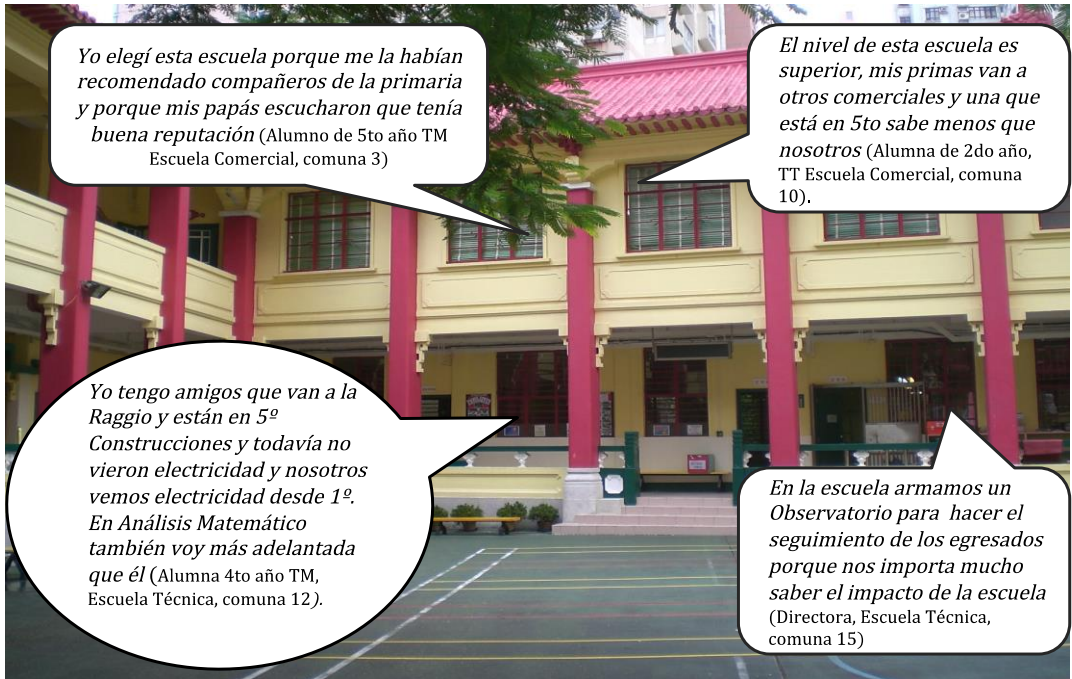 Yo elegí esta escuela porque me la habían
recomendado compañeros de la primaria
y porque mis papás escucharon que tenía
buena reputación (Alumno de 5to año TM
Escuela Comercial, comuna 3)
El nivel de esta escuela es
superior, mis primas van a
otros comerciales y una que
está en 5to sabe menos que
nosotros (Alumna de 2do año,
TT Escuela Comercial, comuna
10).
Yo tengo amigos que van a la
Raggio y están en 5º
Construcciones y todavía no
vieron electricidad y nosotros
vemos electricidad desde 1º.
En Análisis Matemático
también voy más adelantada
que él (Alumna 4to año TM,
Escuela Técnica, comuna 12).
En la escuela armamos un
Observatorio para  hacer el
seguimiento de los egresados
porque nos importa mucho
saber el impacto de la escuela
(Directora, Escuela Técnica,
comuna 15)